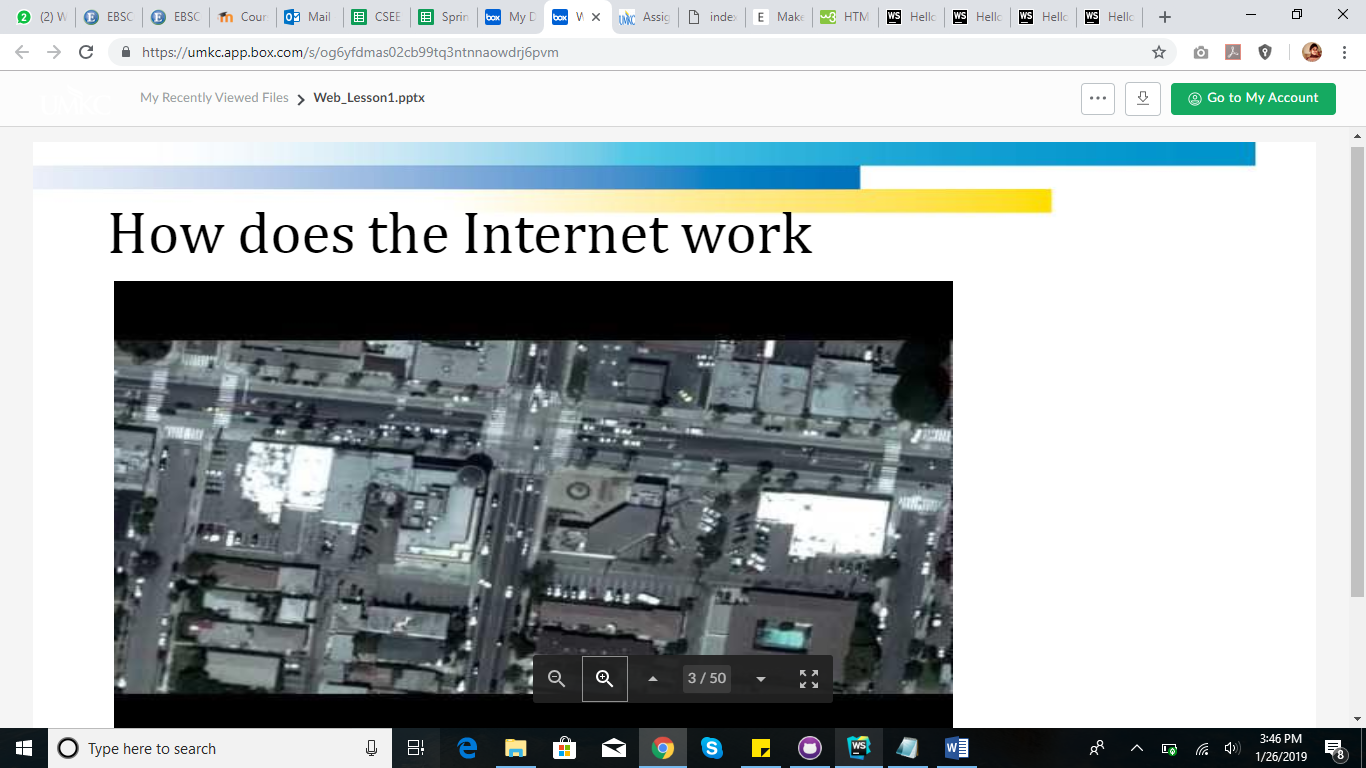 (2) W
EBSC
EBSC
Cour
Mail
CSEE
Sprin
My D
W
Assig
index
Make
HTM
Hello
Hello
Hello
Hello
https://umkc.app.box.com/s/og6yfdmas02cb99tq3ntnnaowdrj6pvm
UMKC
My Recently Viewed Files > Web_Lesson1.pptx
Go to My Account
How does the Internet work
3 / 50
Type here to search
3:46 PM
1/26/2019
8